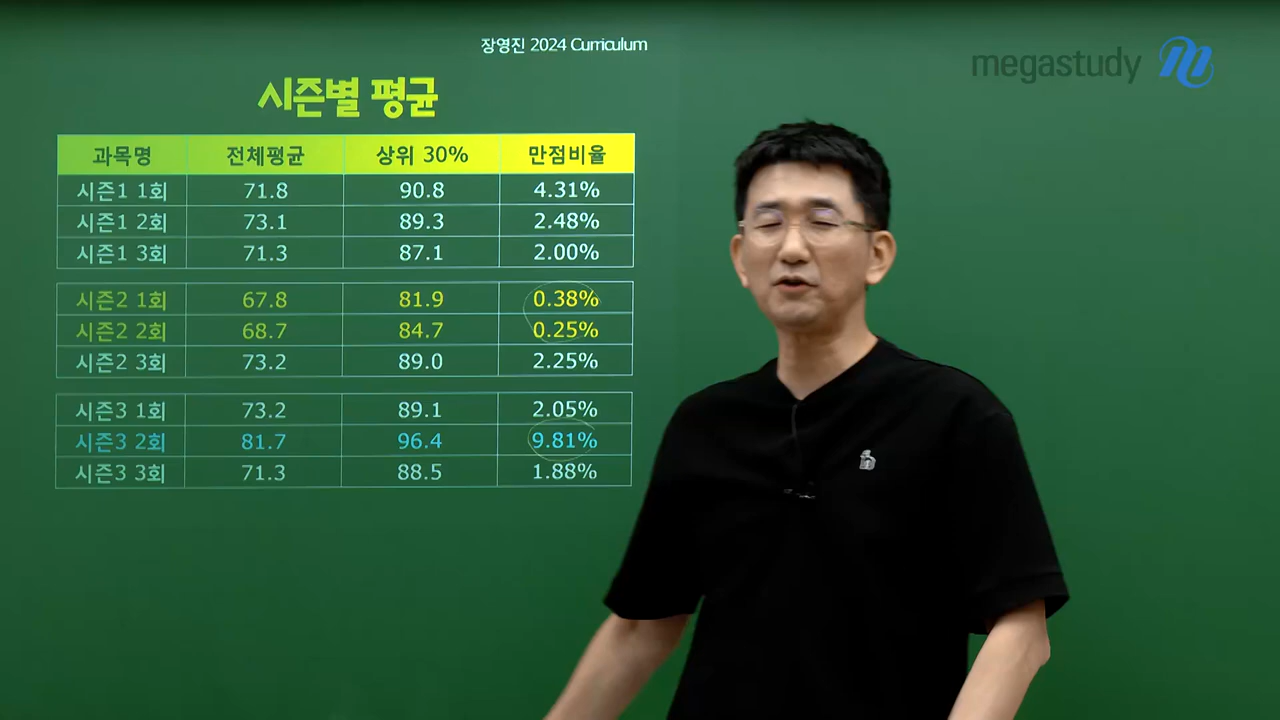 장영진 2024 Curriculum
megastudy
시즌별 평균
과목명 전체평균 상위 30% 만점비율
시즌1 1회 71.8 90.8 4.31%
시즌1 2회 73.1 89.3 2.48%
시즌1 3회 71.3 87.1 2.00%
시즌2 1회 67.8 81.9 0.38%
시즌2 2회 68.7 84.7 0.25%
시즌2 3회 73.2 89.0 2.25%
시즌3 1회 73.2 89.1 2.05%
시즌3 2회 81.7 96.4 9.81%
시즌3 3회 71.3 88.5 1.88%